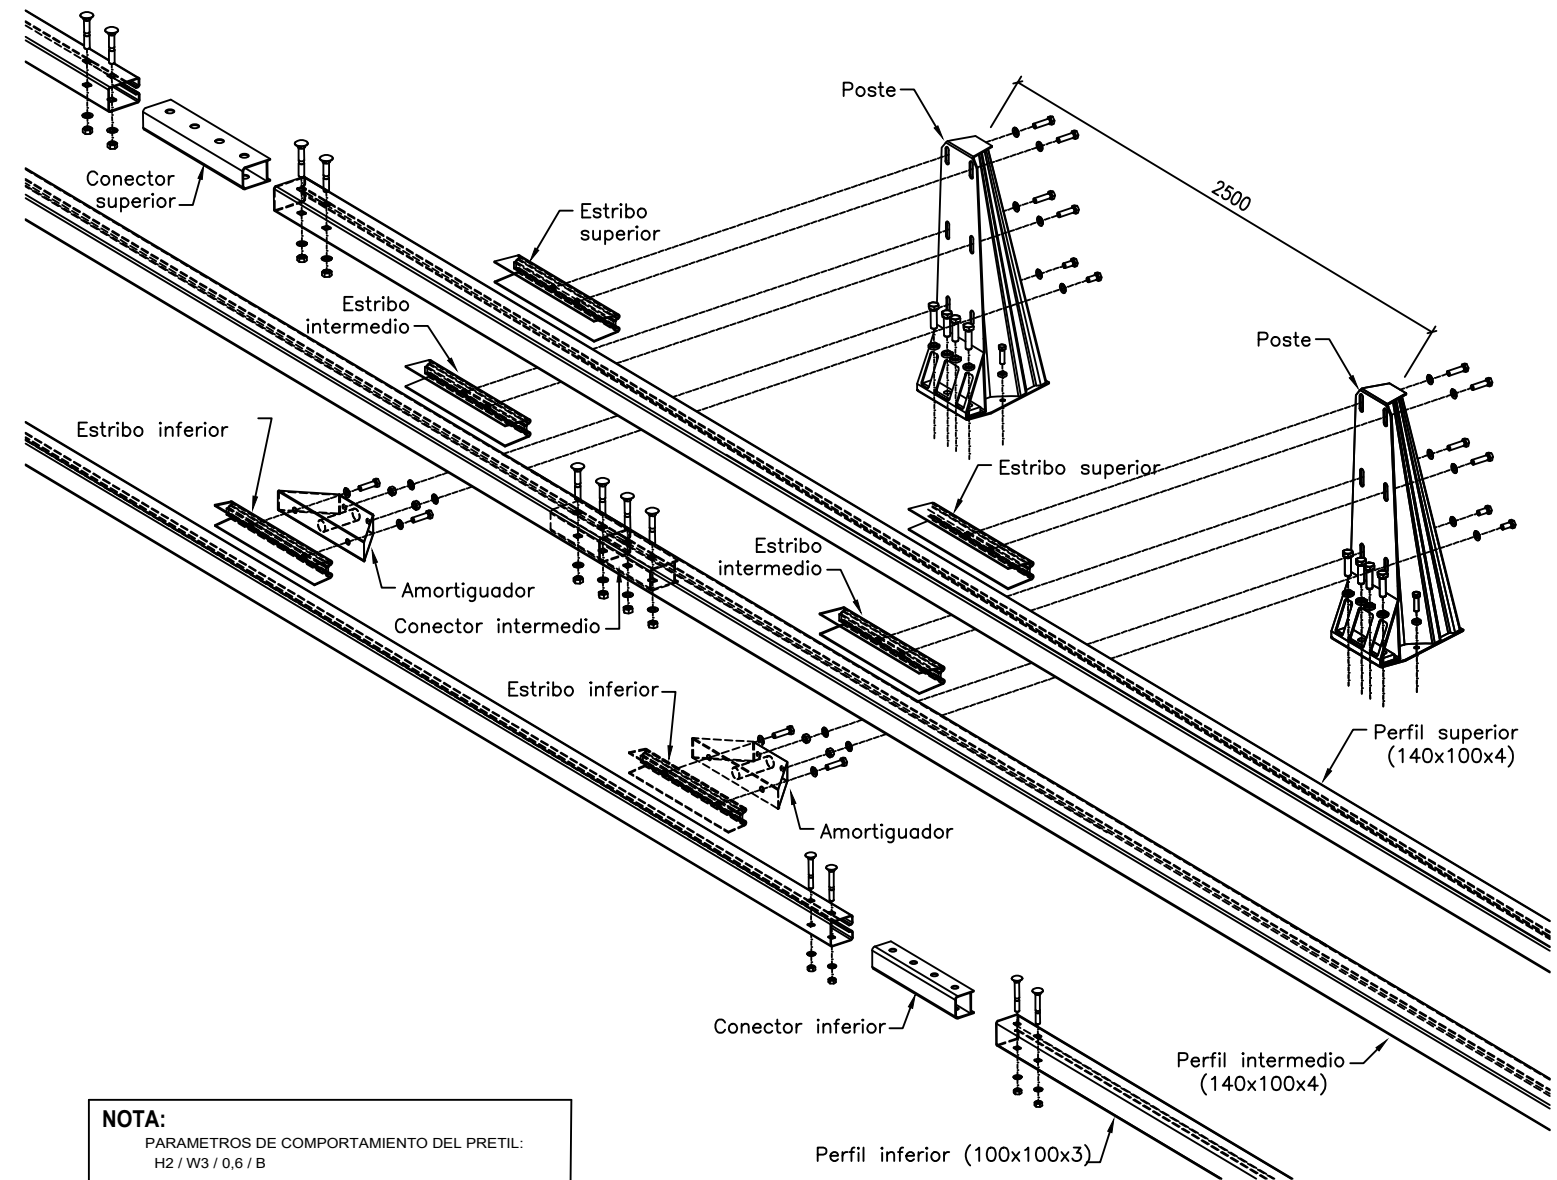 Poste
2500
Conector
superior
Estribo
superior
Estribo
intermedio
Poste
Estribo inferior
Estribo superior
Estribo
intermedio
Amortiguador
Conector intermedio
Estribo inferior
Perfil superior
(140x100x4)
Amortiguador
Conector inferior
Perfil intermedio
(140x100x4)
Perfil inferior (100x100x3)
NOTA:
PARAMETROS DE COMPORTAMIENTO DEL PRETIL:
H2 / W3 / 0,6 / B